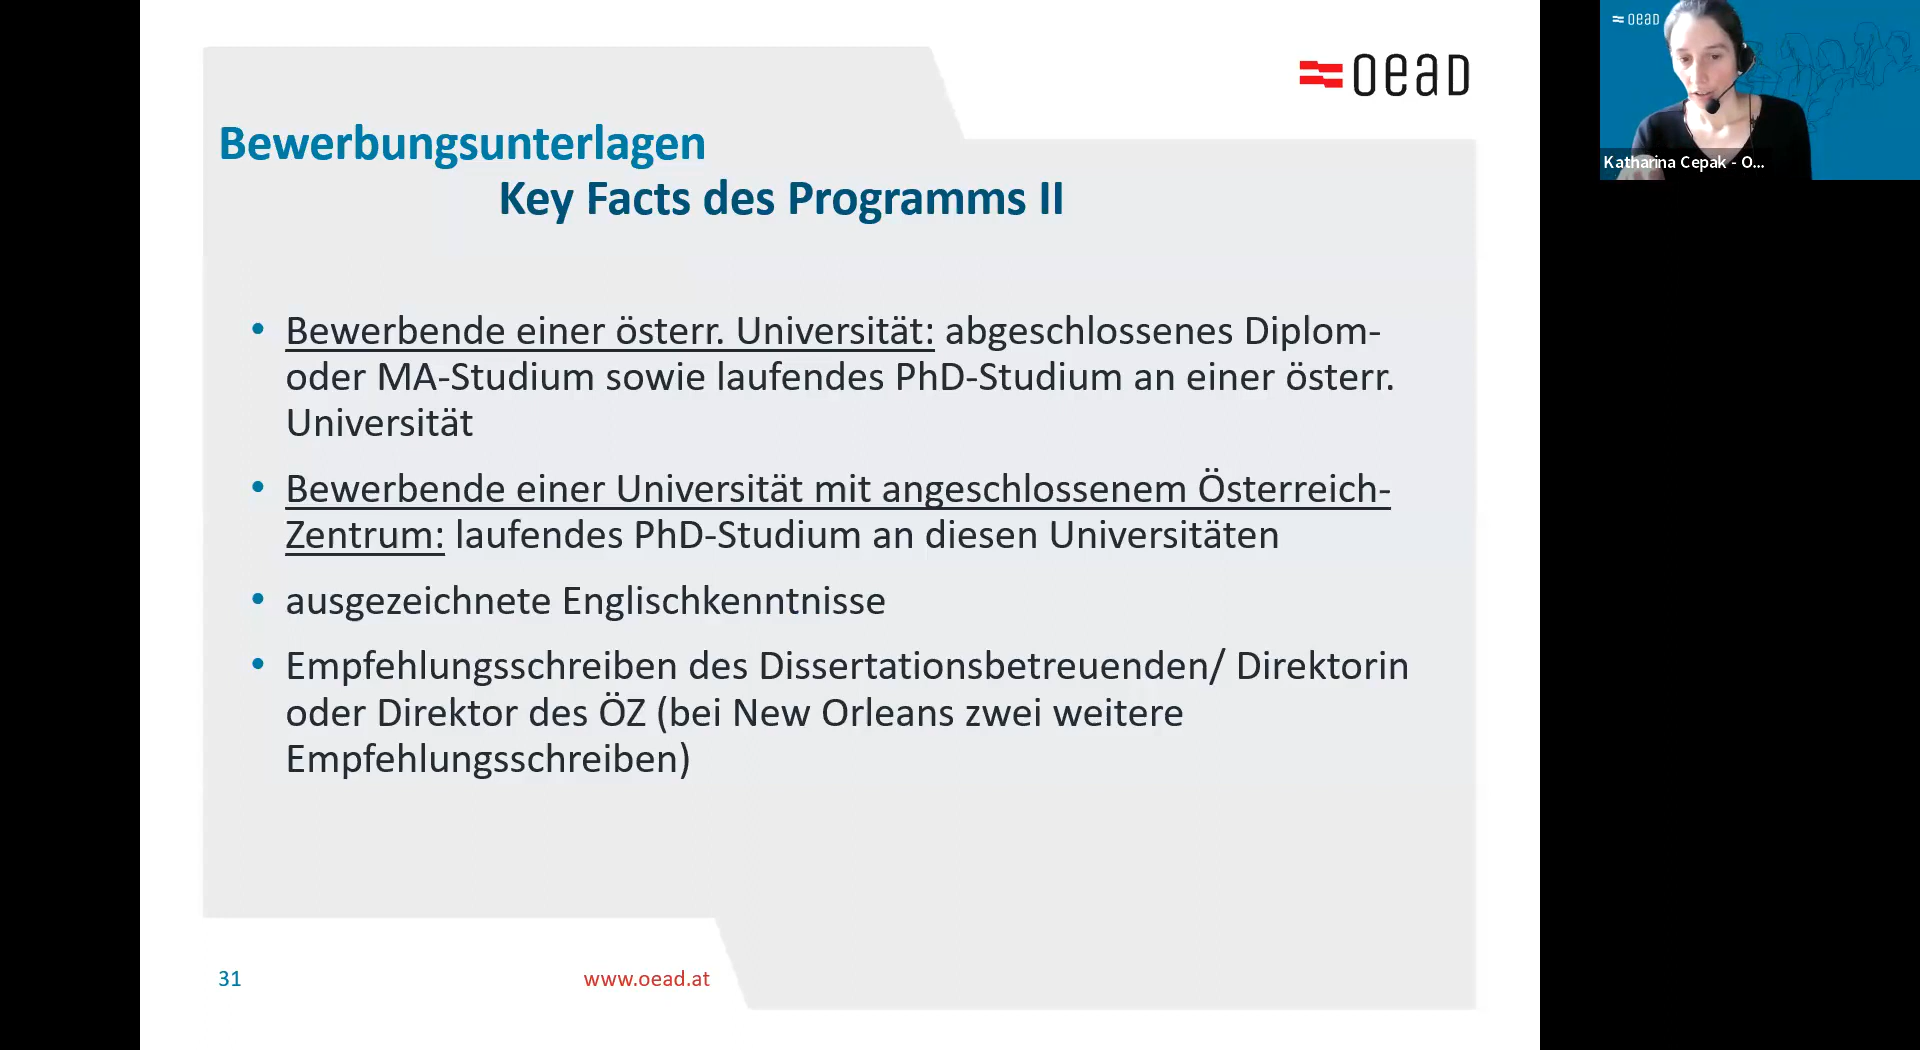 oead
Bewerbungsunterlagen
Key Facts des Programms II
• Bewerbende einer österr. Universität: abgeschlossenes Diplom-
oder MA-Studium sowie laufendes PhD-Studium an einer österr.
Universität
• Bewerbende einer Universität mit angeschlossenem Österreich-
Zentrum: laufendes PhD-Studium an diesen Universitäten
• ausgezeichnete Englischkenntnisse
• Empfehlungsschreiben des Dissertationsbetreuenden/ Direktorin
oder Direktor des ÖZ (bei New Orleans zwei weitere
Empfehlungsschreiben)
31
www.oead.at
oead
Katharina Cepak - O...